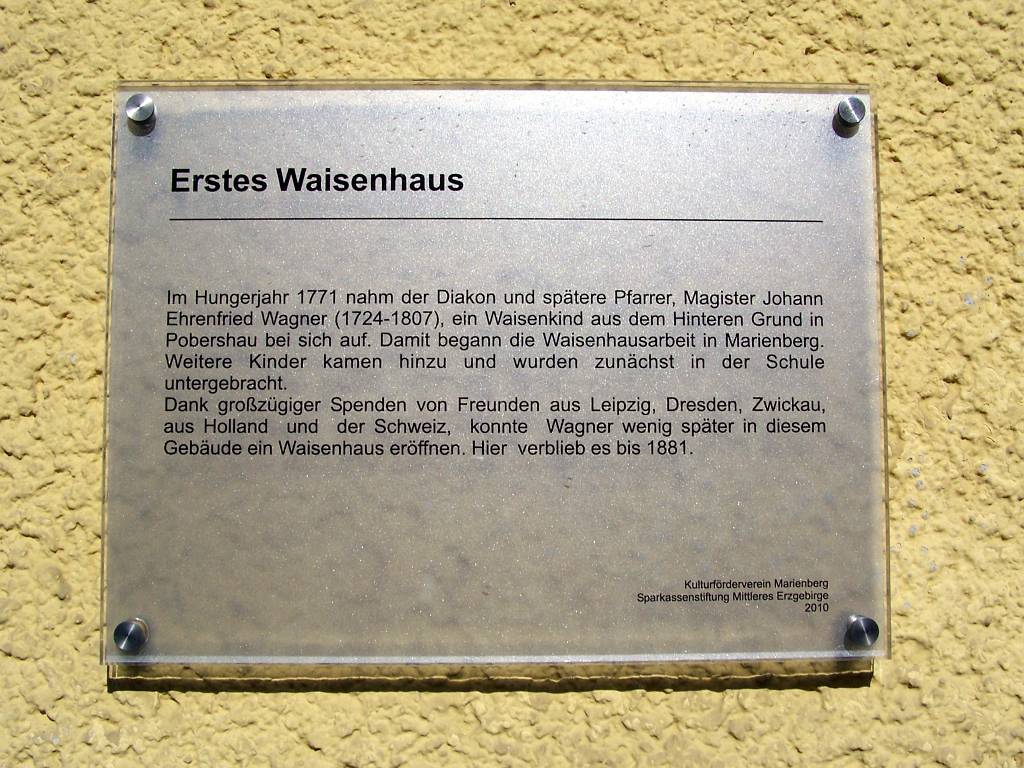 Erstes Waisenhaus
Im Hungerjahr 1771 nahm der Diakon und spätere Pfarrer, Magister Johann
Ehrenfried Wagner (1724-1807), ein Waisenkind aus dem Hinteren Grund in
Pobershau bei sich auf. Damit begann die Waisenhausarbeit in Marienberg.
Weitere Kinder kamen hinzu und wurden zunächst in der Schule
untergebracht.
Dank großzügiger Spenden von Freunden aus Leipzig, Dresden, Zwickau,
aus Holland und der Schweiz, konnte Wagner wenig später in diesem
Gebäude ein Waisenhaus eröffnen. Hier verblieb es bis 1881.
Kulturförderverein Marienberg
Sparkassenstiftung Mittleres Erzgebirge
2010